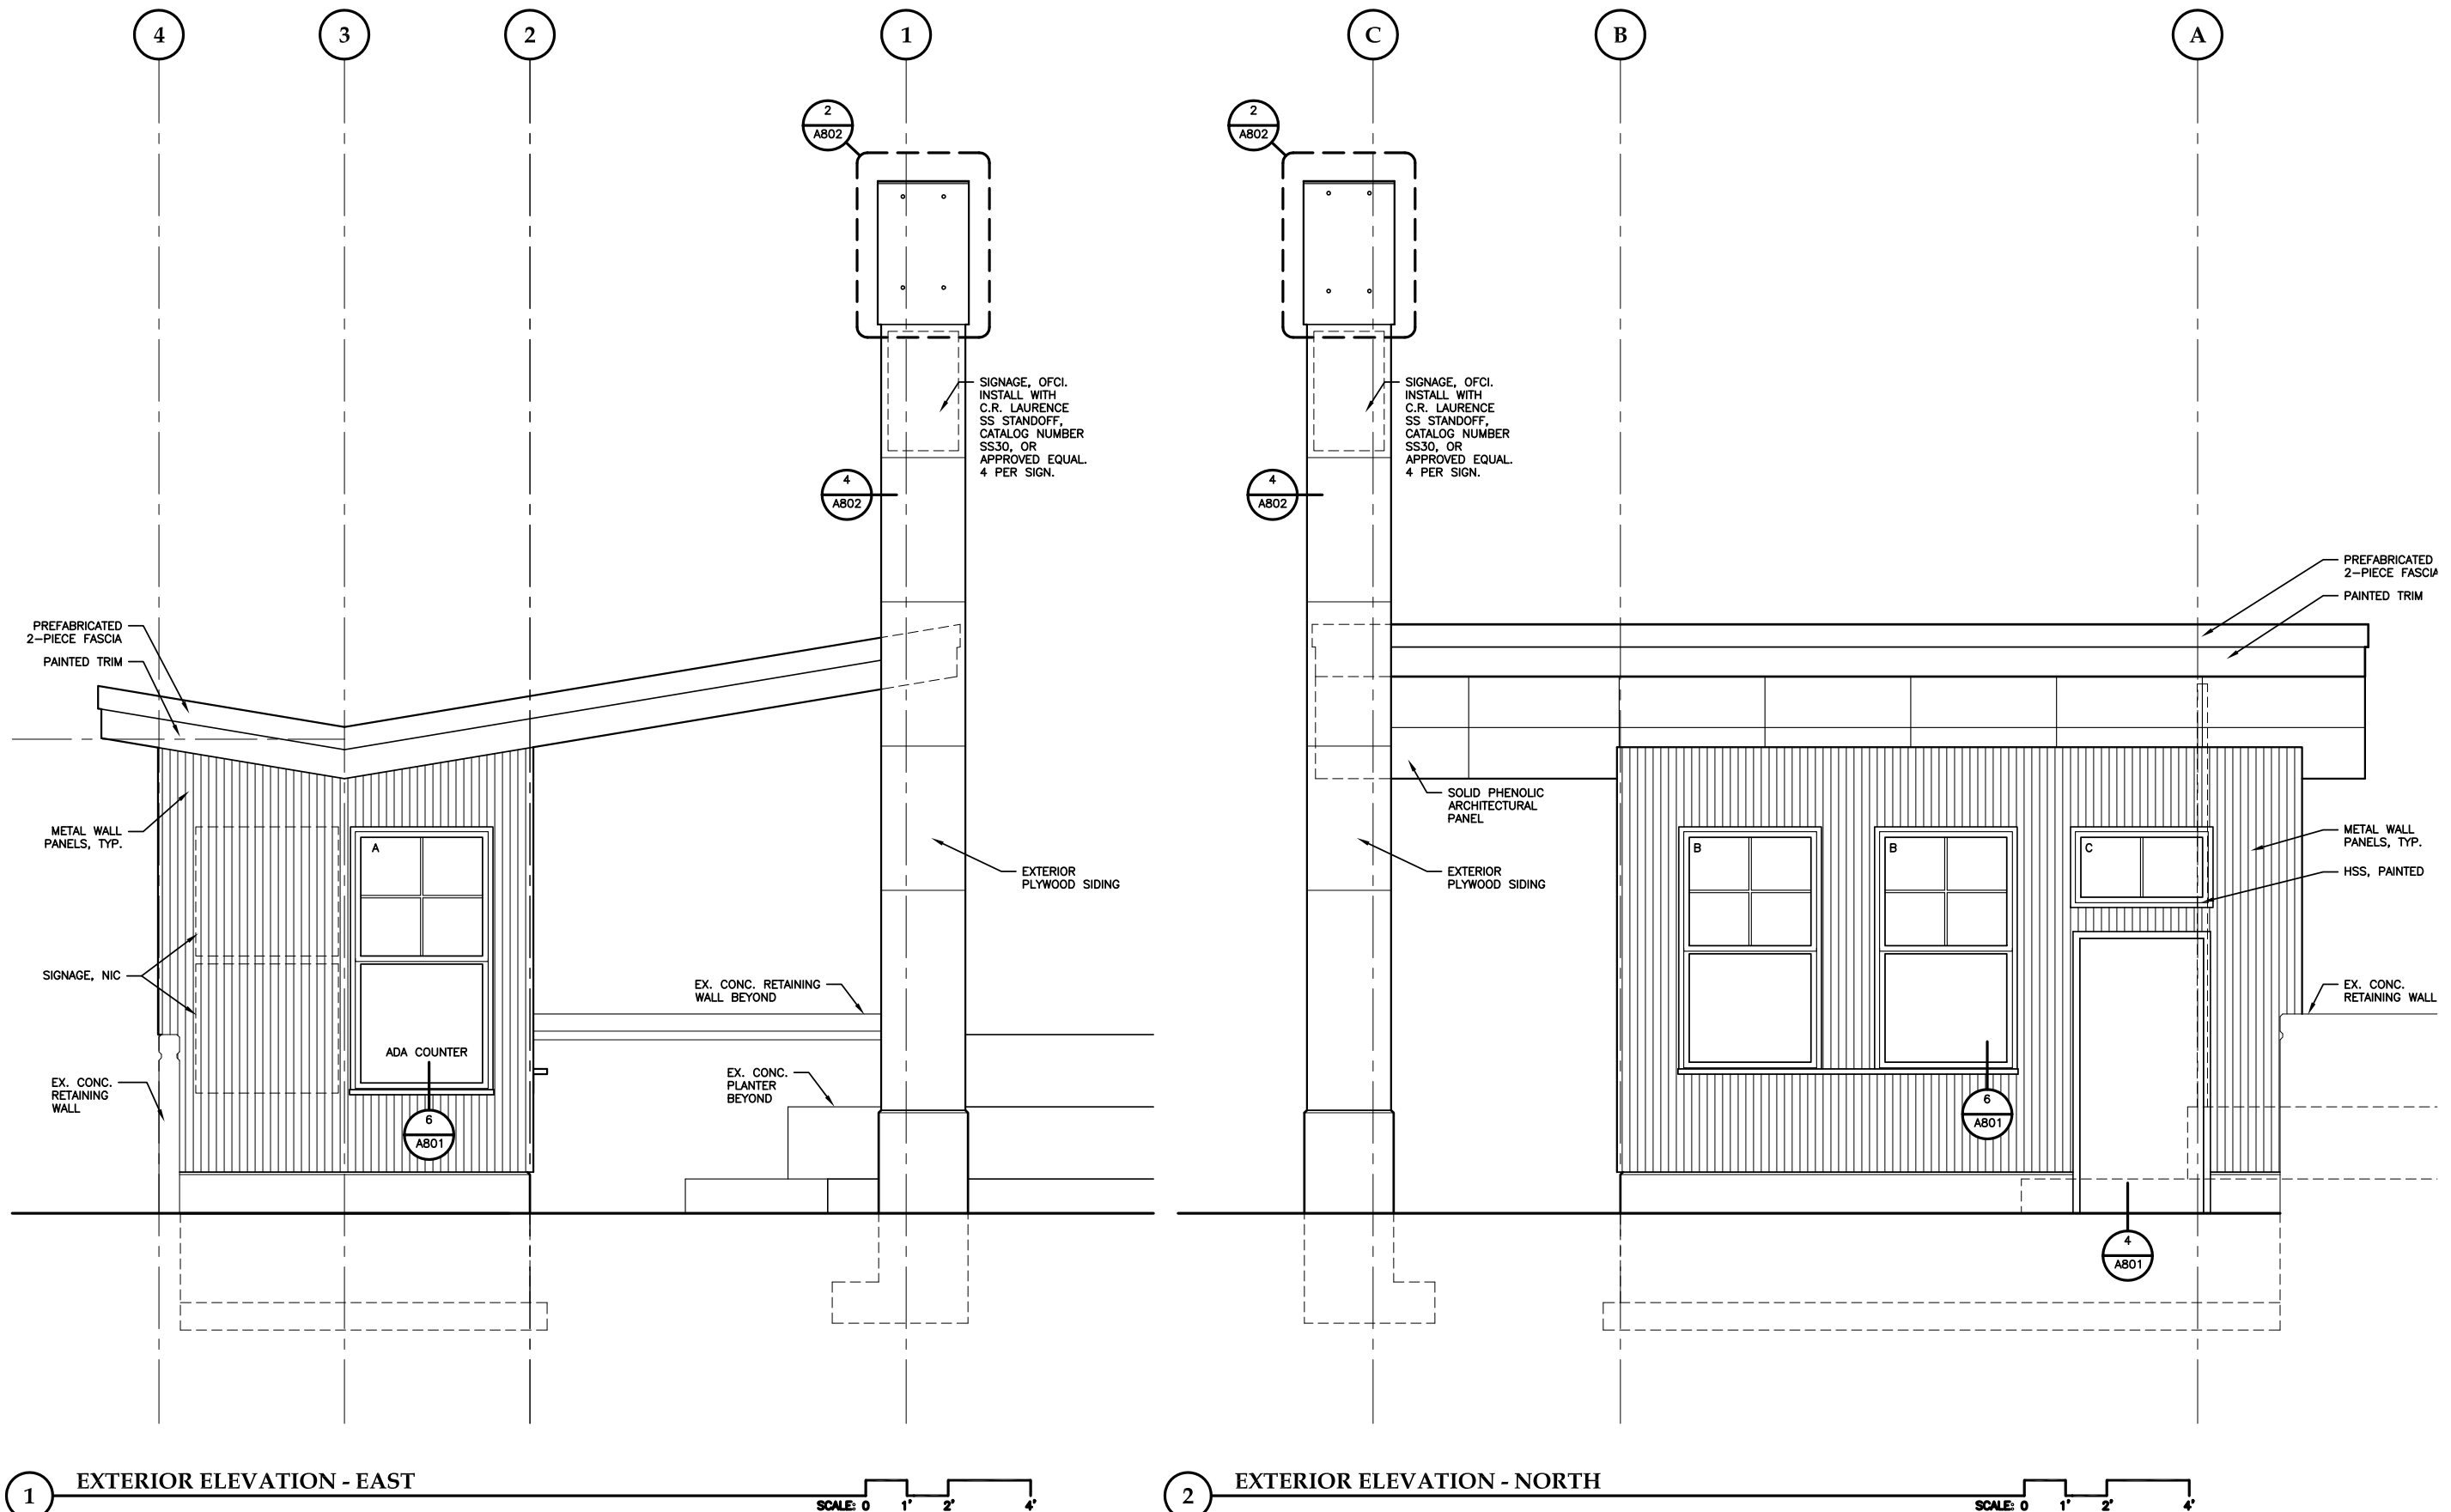 4
3
2
1
2
A802
SIGNAGE, OFCI.
INSTALL WITH
C.R. LAURENCE
SS STANDOFF,
CATALOG NUMBER
SS30, OR
APPROVED EQUAL.
4 PER SIGN.
4
A802
PREFABRICATED
2-PIECE FASCIA
PAINTED TRIM
METAL WALL
PANELS, TYP.
A
EXTERIOR
PLYWOOD SIDING
SIGNAGE, NIC
EX. CONC. RETAINING
WALL BEYOND
ADA COUNTER
EX. CONC.
RETAINING
WALL
EX. CONC.
PLANTER
BEYOND
6
A801
1
EXTERIOR ELEVATION - EAST
SCALE: 0 1' 2' 4'
C
B
A
2
A802
SIGNAGE, OFCI.
INSTALL WITH
C.R. LAURENCE
SS STANDOFF,
CATALOG NUMBER
SS30, OR
APPROVED EQUAL.
4 PER SIGN.
4
A802
PREFABRICATED
2-PIECE FASCIA
PAINTED TRIM
SOLID PHENOLIC
ARCHITECTURAL
PANEL
METAL WALL
PANELS, TYP.
B
B
C
HSS, PAINTED
EXTERIOR
PLYWOOD SIDING
EX. CONC.
RETAINING WALL
6
A801
4
A801
2
EXTERIOR ELEVATION - NORTH
SCALE: 0 1' 2' 4'